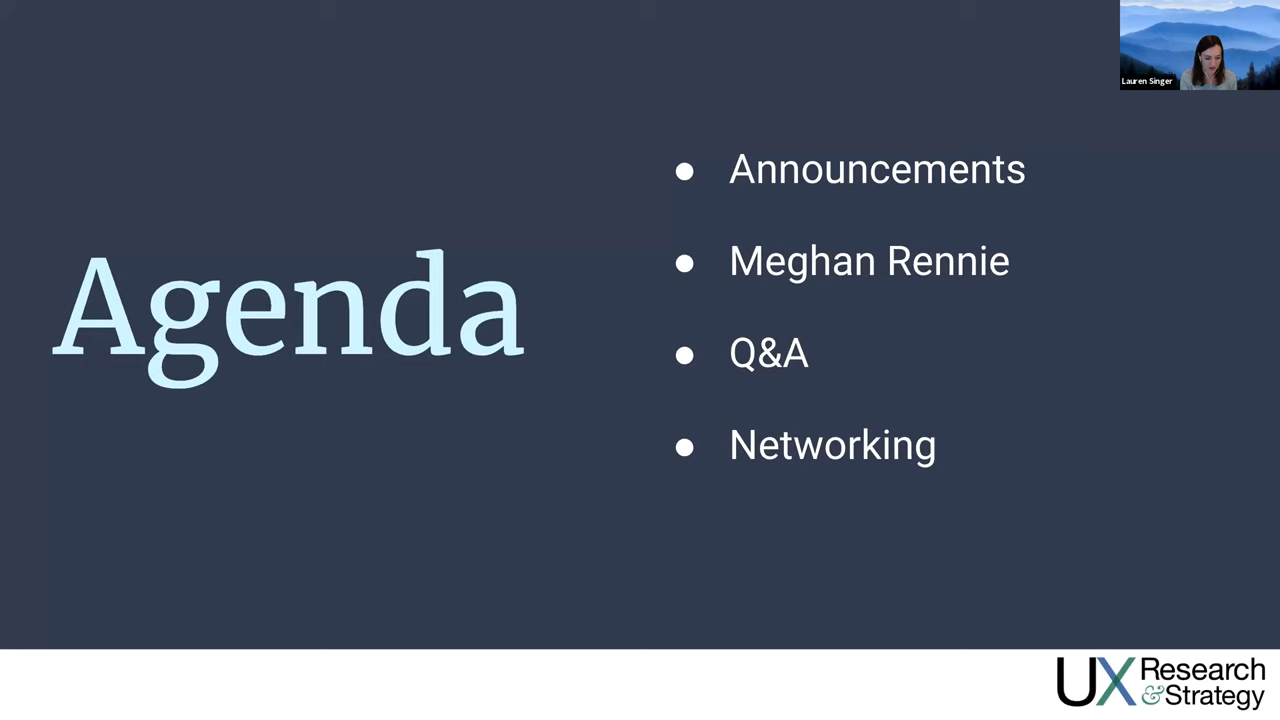 Lauren Singer
Agenda
Announcements
Meghan Rennie
Q&A
Networking
UX Research
&Strategy